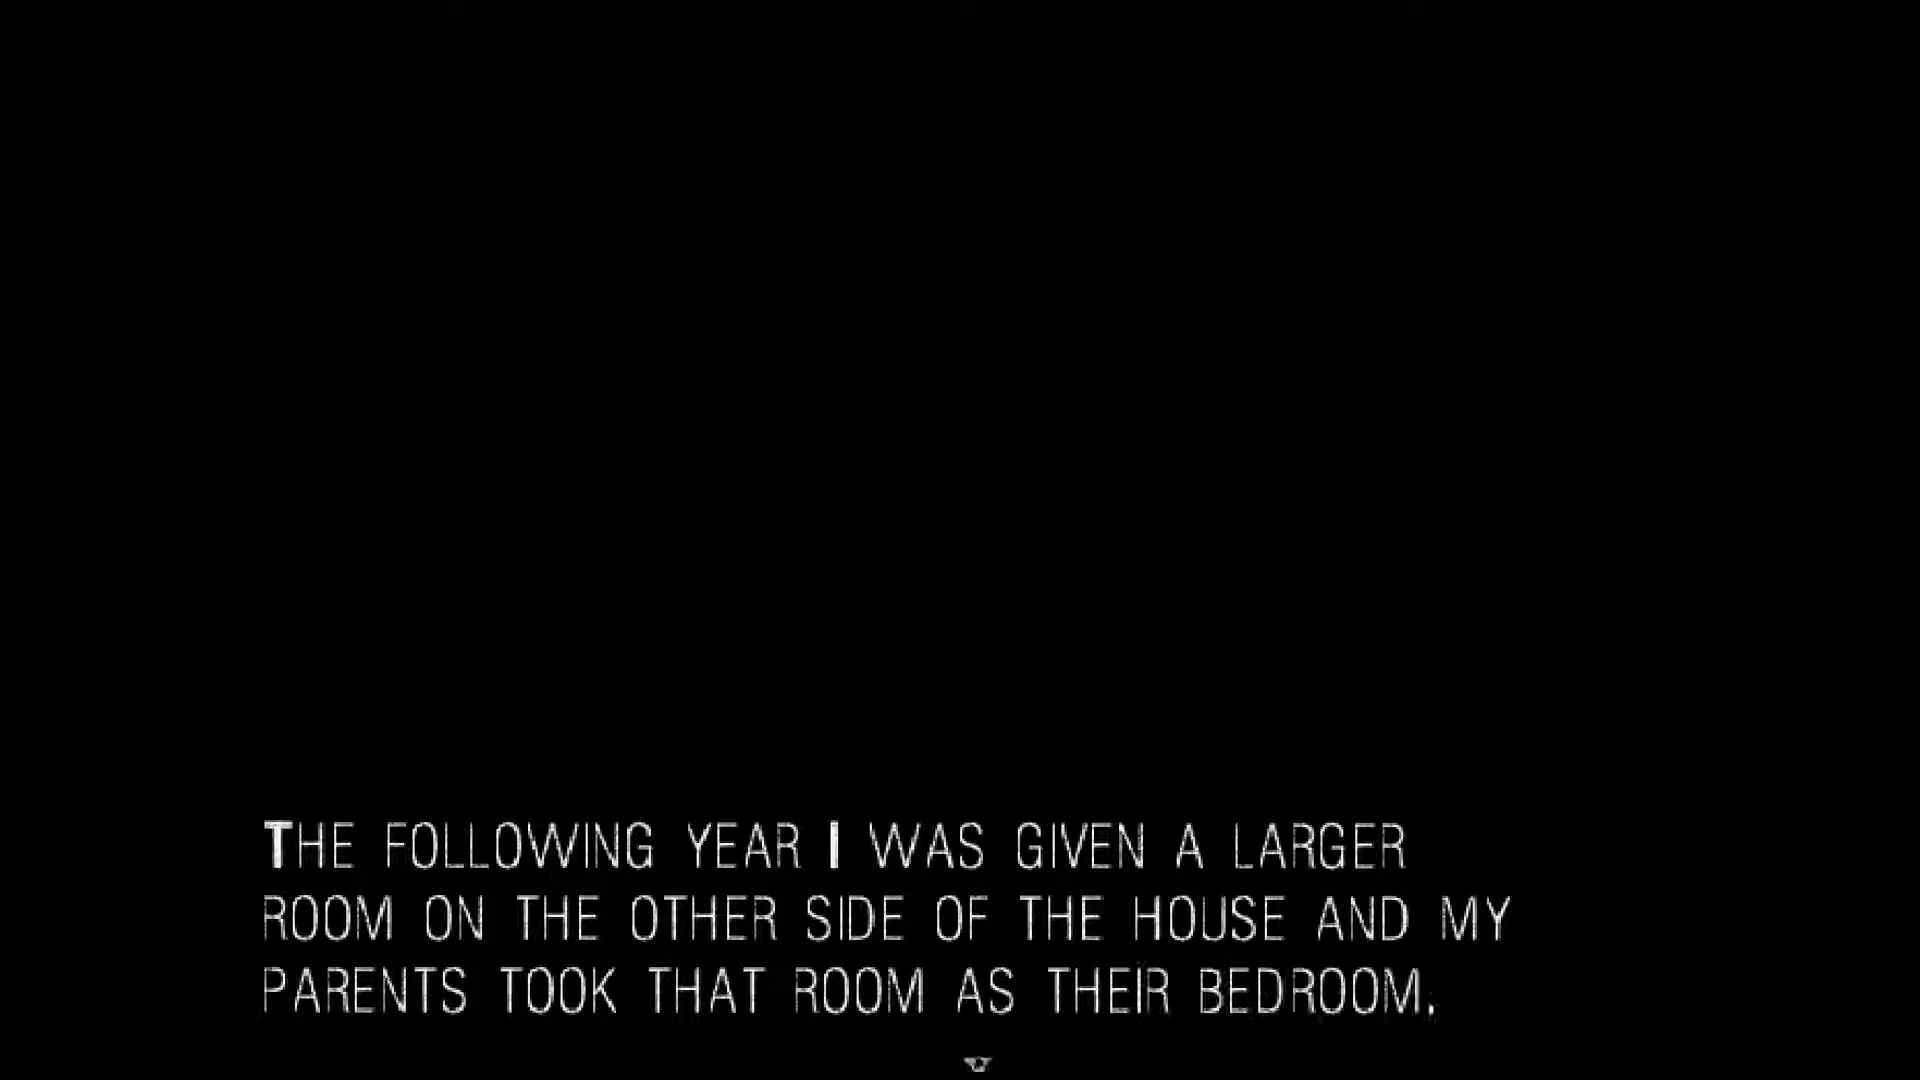 THE FOLLOWING YEAR I WAS GIVEN A LARGER
ROOM ON THE OTHER SIDE OF THE HOUSE AND MY
PARENTS TOOK THAT ROOM AS THEIR BEDROOM.